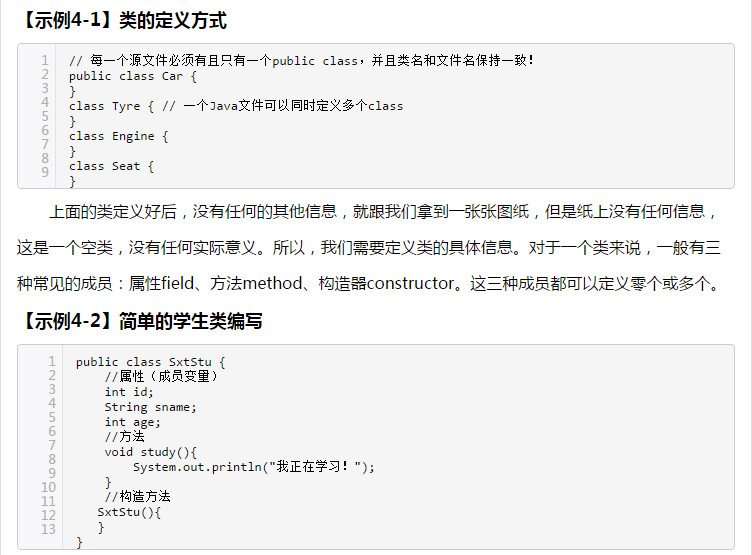 【示例4-1】类的定义方式
1 // 每一个源文件必须有且只有一个public class，并且类名和文件名保持一致！
2 public class Car {
3 }
4 class Tyre { // 一个Java文件可以同时定义多个class
5 }
6 class Engine {
7 }
8 class Seat {
9 }
上面的类定义好后，没有任何的其他信息，就跟我们拿到一张张图纸，但是纸上没有任何信息，
这是一个空类，没有任何实际意义。所以，我们需要定义类的具体信息。对于一个类来说，一般有三
种常见的成员：属性field、方法method、构造器constructor。这三种成员都可以定义零个或多个。
【示例4-2】简单的学生类编写
1 public class SxtStu {
2 //属性（成员变量）
3 int id;
4 String sname;
5 int age;
6 //方法
7 void study(){
8 System.out.println("我正在学习！");
9 }
10 //构造方法
11 SxtStu(){
12 }
13 }